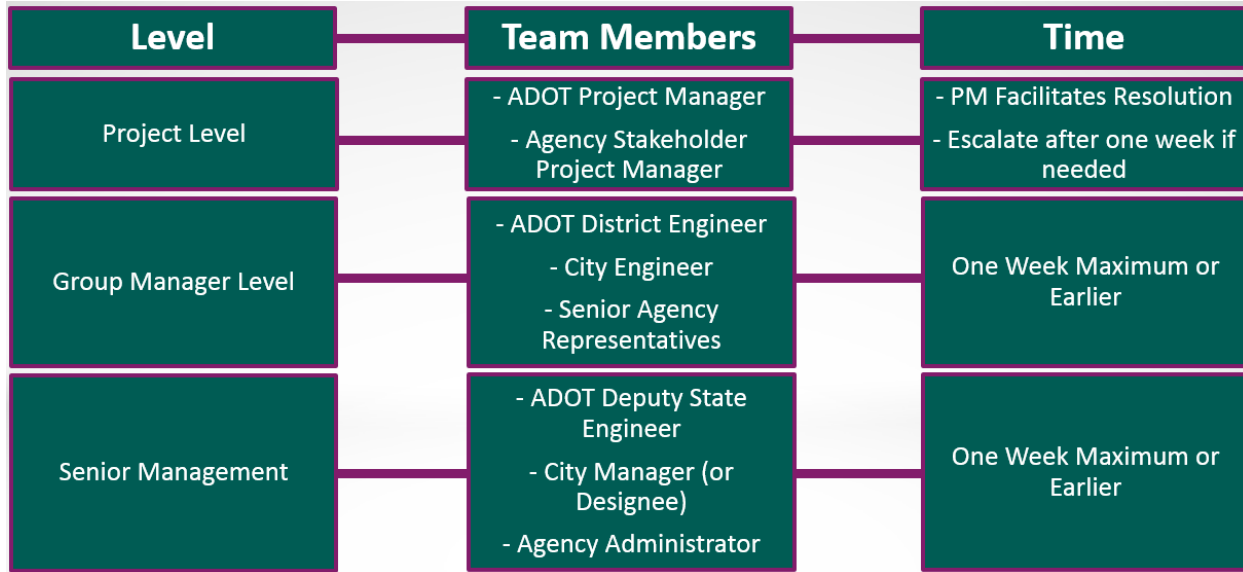 Level
Team Members
Time
Project Level
- ADOT Project Manager
- Agency Stakeholder
Project Manager
- PM Facilitates Resolution
- Escalate after one week if
needed
Group Manager Level
- ADOT District Engineer
- City Engineer
- Senior Agency
Representatives
One Week Maximum or
Earlier
Senior Management
- ADOT Deputy State
Engineer
- City Manager (or
Designee)
- Agency Administrator
One Week Maximum or
Earlier